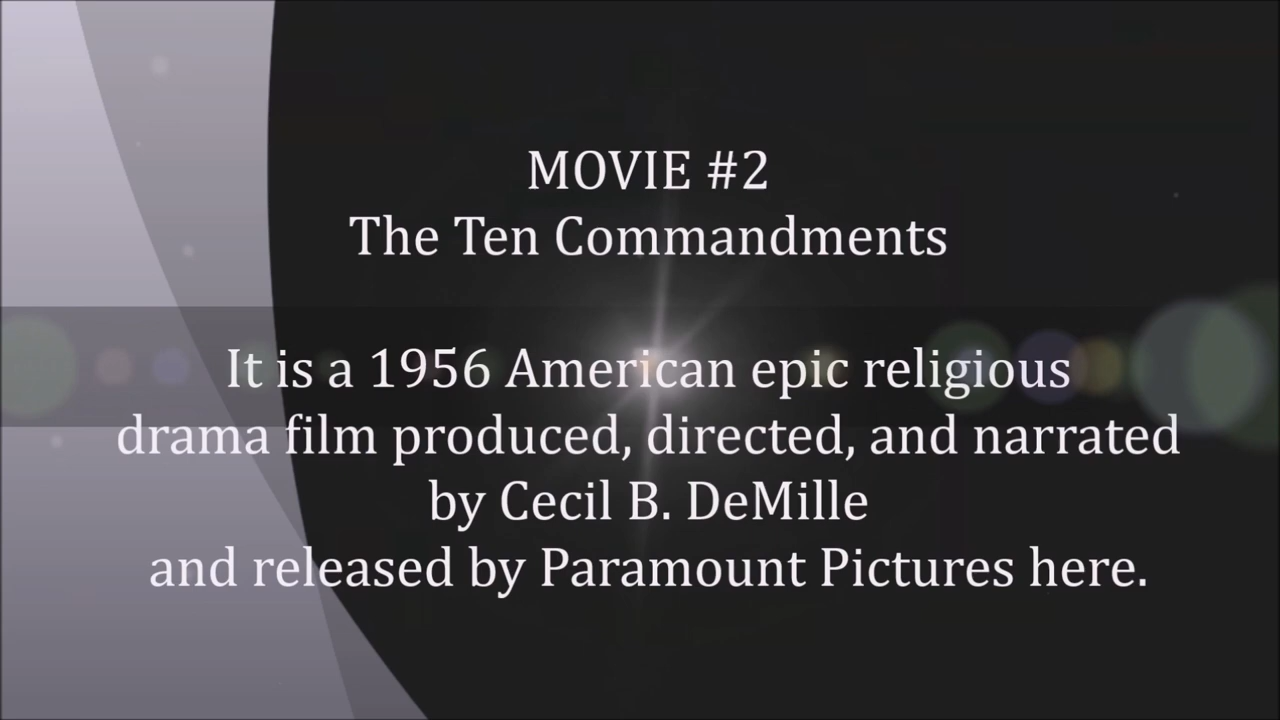 MOVIE #2
The Ten Commandments
It is a 1956 American epic religious
drama film produced, directed, and narrated
by Cecil B. DeMille
and released by Paramount Pictures here.